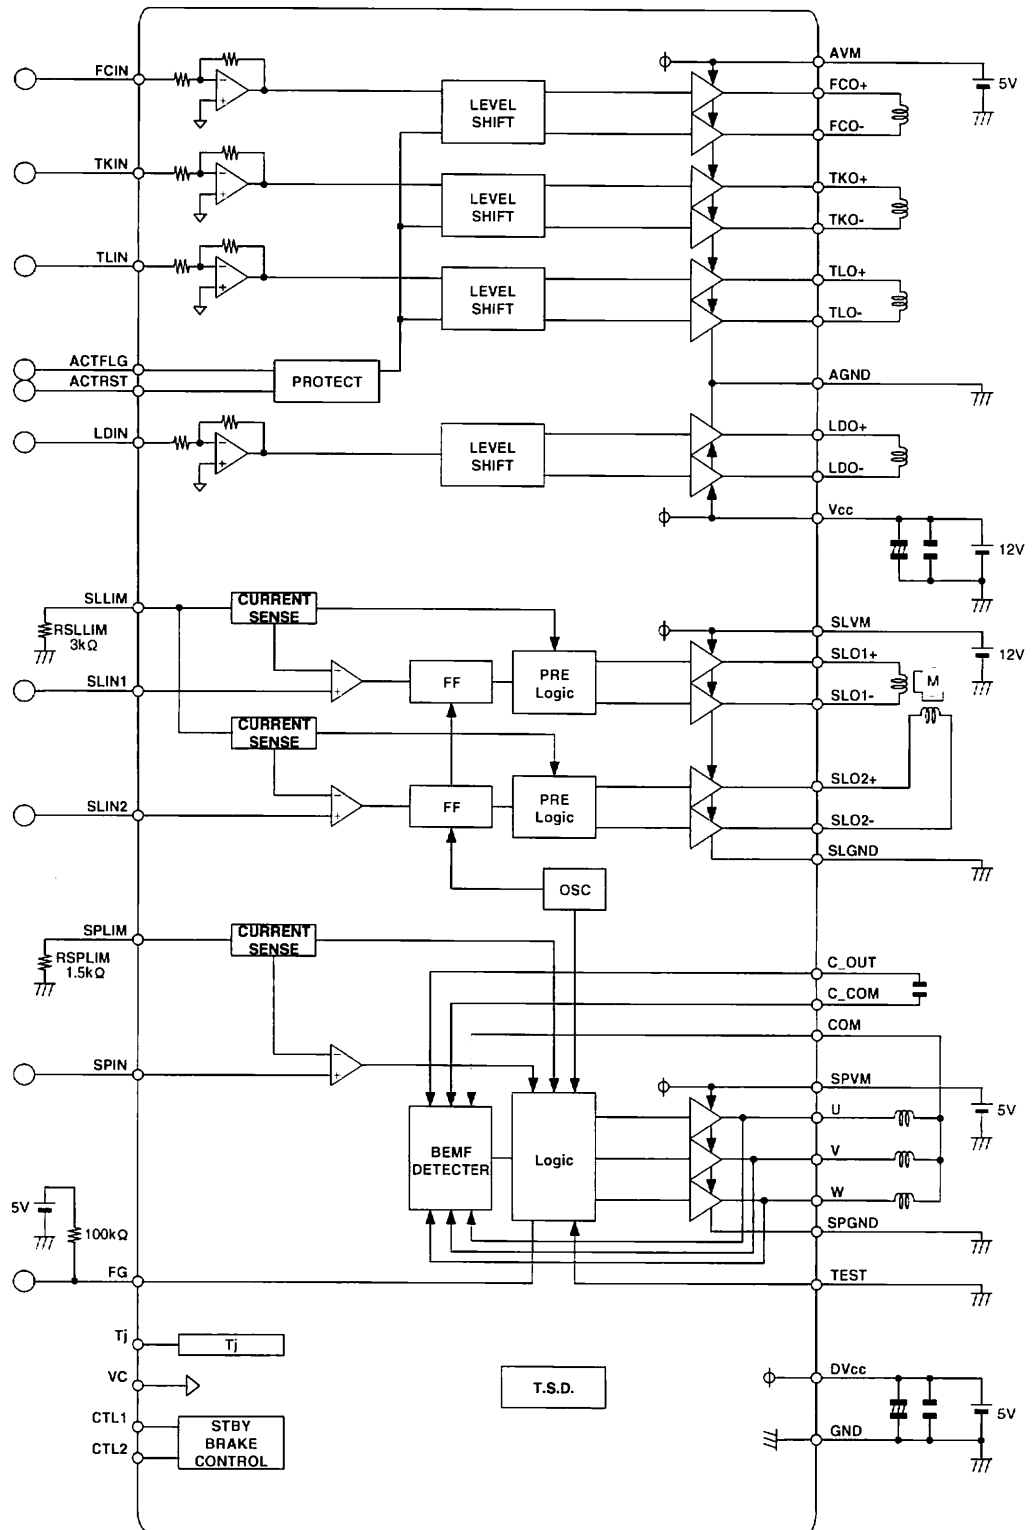 FCIN
AVM
5V
FCO+
LEVEL
SHIFT
FCO-
TKIN
TKO+
LEVEL
SHIFT
TKO-
TLIN
TLO+
LEVEL
SHIFT
TLO-
ACTFLG
ACTRST
PROTECT
AGND
LDIN
LDO+
LEVEL
SHIFT
LDO-
Vcc
12V
SLLIM
CURRENT
SENSE
RSLLIM
3kΩ
SLVM
12V
SLO1+
M
SLIN1
FF
PRE
Logic
SLO1-
CURRENT
SENSE
SLO2+
SLIN2
FF
PRE
Logic
SLO2-
SLGND
OSC
SPLIM
CURRENT
SENSE
RSPLIM
1.5kΩ
C_OUT
C_COM
COM
SPIN
SPVM
5V
U
BEMF
DETECTER
Logic
V
W
5V
100kΩ
SPGND
FG
TEST
Tj
Tj
VC
T.S.D.
DVcc
5V
CTL1
CTL2
STBY
BRAKE
CONTROL
GND